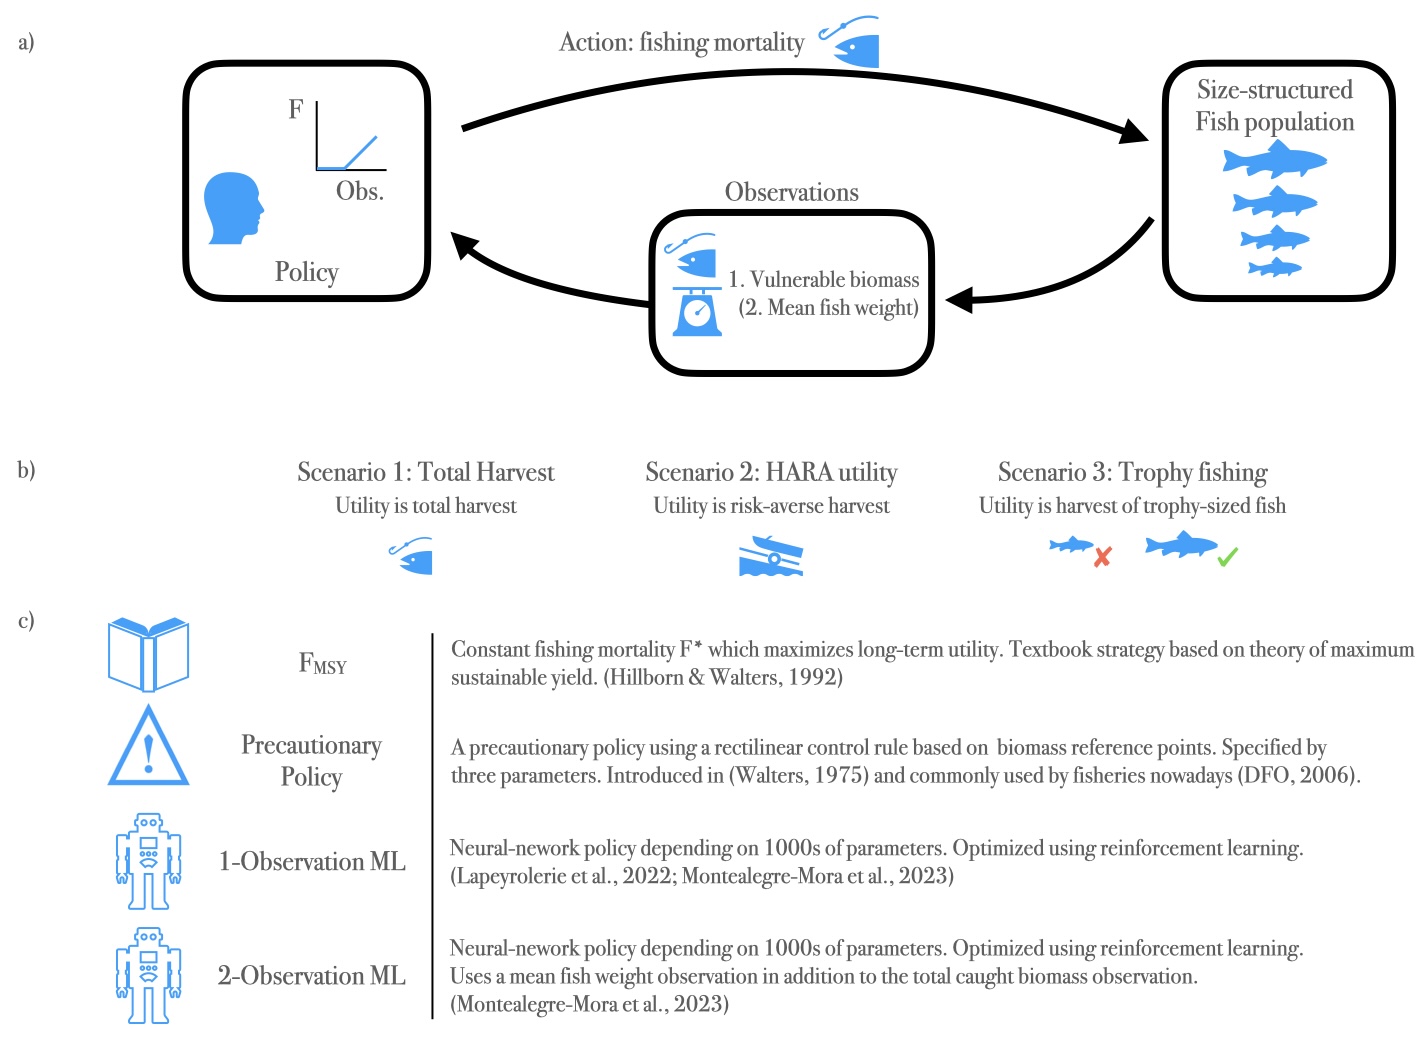 a)
Action: fishing mortality
F
Obs.
Policy
Size-structured
Fish population
Observations
1. Vulnerable biomass
(2. Mean fish weight)
b)
Scenario 1: Total Harvest
Utility is total harvest
Scenario 2: HARA utility
Utility is risk-averse harvest
Scenario 3: Trophy fishing
Utility is harvest of trophy-sized fish
c)
FMSY
Constant fishing mortality F* which maximizes long-term utility. Textbook strategy based on theory of maximum
sustainable yield. (Hillborn & Walters, 1992)
Precautionary
Policy
A precautionary policy using a rectilinear control rule based on biomass reference points. Specified by
three parameters. Introduced in (Walters, 1975) and commonly used by fisheries nowadays (DFO, 2006).
1-Observation ML
Neural-nework policy depending on 1000s of parameters. Optimized using reinforcement learning.
(Lapeyrolerie et al., 2022; Montealegre-Mora et al., 2023)
2-Observation ML
Neural-nework policy depending on 1000s of parameters. Optimized using reinforcement learning.
Uses a mean fish weight observation in addition to the total caught biomass observation.
(Montealegre-Mora et al., 2023)